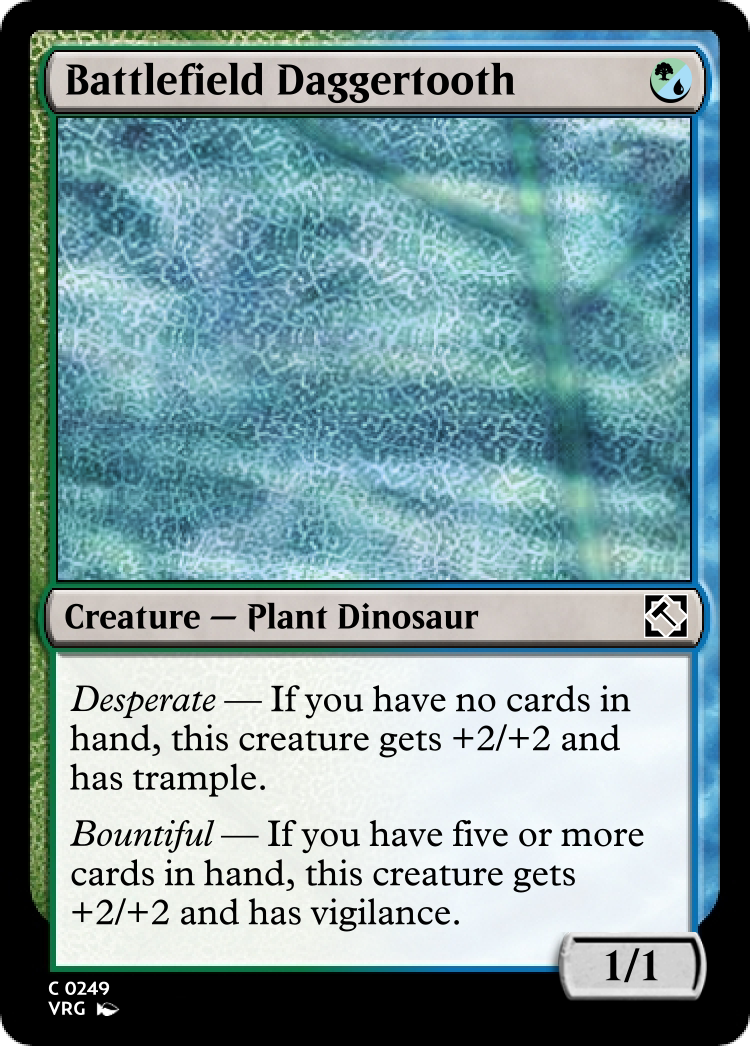 Battlefield Daggertooth
Creature — Plant Dinosaur
Desperate — If you have no cards in
hand, this creature gets +2/+2 and
has trample.
Bountiful — If you have five or more
cards in hand, this creature gets
+2/+2 and has vigilance.
1/1
C 0249
VRG